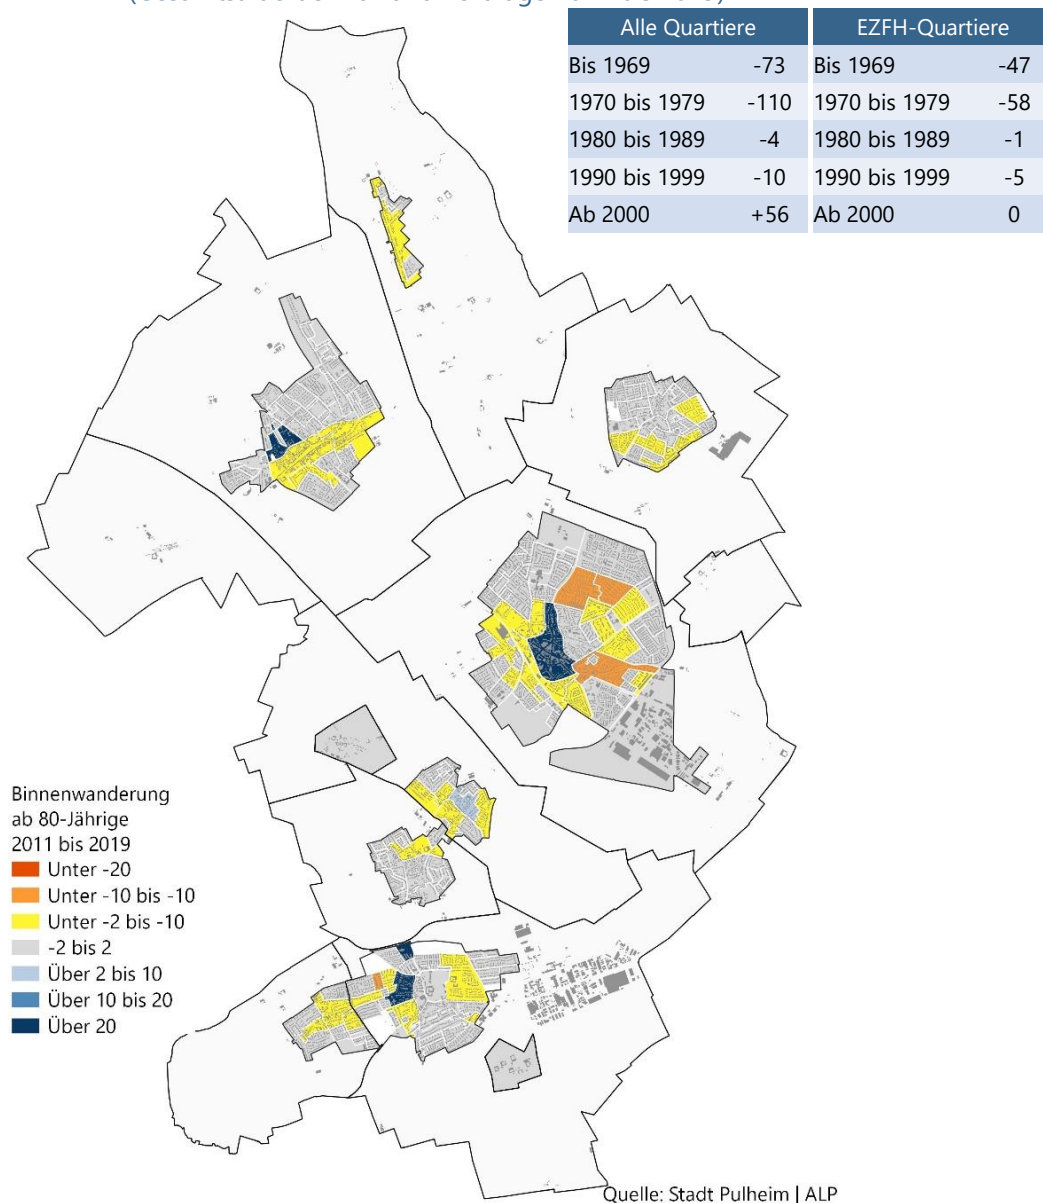 Alle Quartiere EZFH-Quartiere
Bis 1969 -73 Bis 1969 -47
1970 bis 1979 -110 1970 bis 1979 -58
1980 bis 1989 -4 1980 bis 1989 -1
1990 bis 1999 -10 1990 bis 1999 -5
Ab 2000 +56 Ab 2000 0
Binnenwanderung
ab 80-Jährige
2011 bis 2019
Unter -20
Unter -10 bis -10
Unter -2 bis -10
-2 bis 2
Über 2 bis 10
Über 10 bis 20
Über 20
Quelle: Stadt Pulheim | ALP